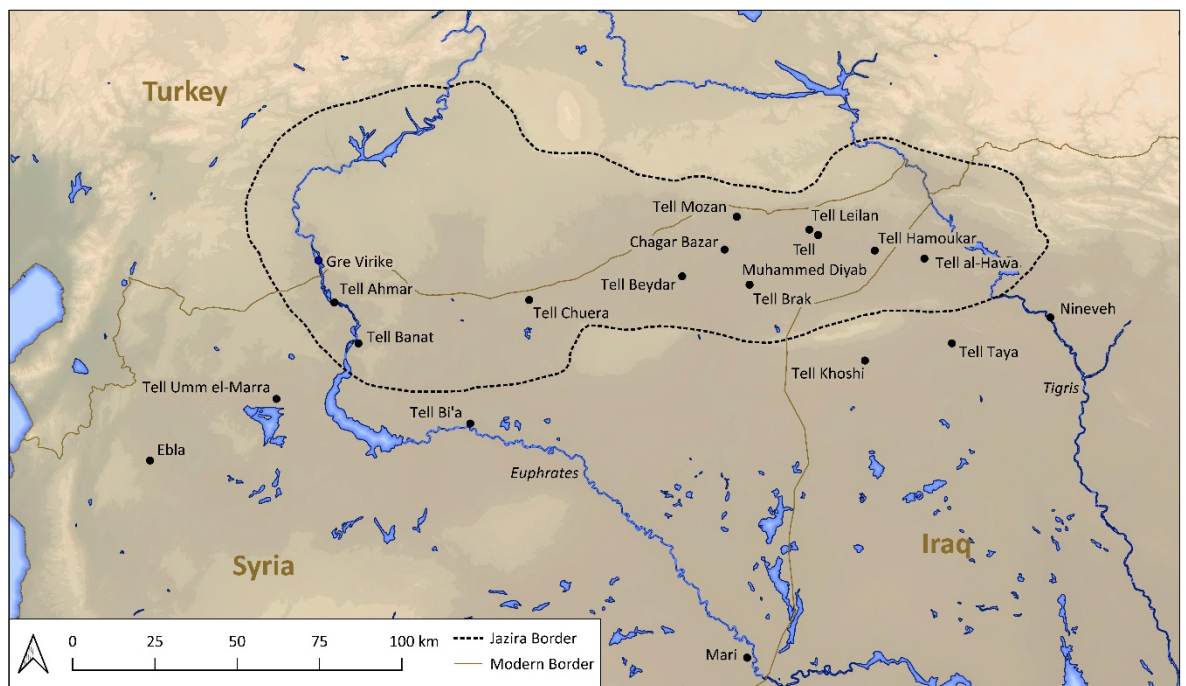 Turkey
Tell Mozan
Tell Leilan
Chagar Bazar
Tell
Muhammed Diyab
Tell Hamoukar
Tell al-Hawa
Gre Virike
Tell Beydar
Tell Brak
Tell Ahmar
Tell Chuera
Nineveh
Tell Banat
Tell Taya
Tell Khoshi
Tell Umm el-Marra
Tigris
Tell Bi'a
Ebla
Euphrates
Iraq
Syria
Mari
0 25 50 75 100 km
Jazira Border
Modern Border